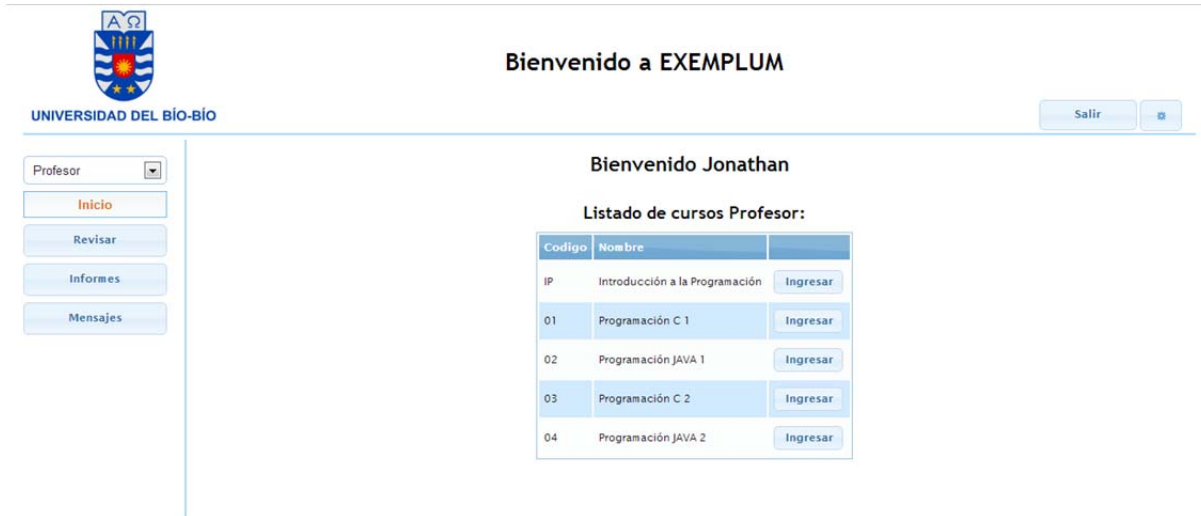 ΑΩ
UNIVERSIDAD DEL BÍO-BÍO
Bienvenido a EXEMPLUM
Salir
Profesor
Inicio
Revisar
Informes
Mensajes
Bienvenido Jonathan
Listado de cursos Profesor:
Codigo Nombre
IP Introducción a la Programación Ingresar
01 Programación C 1 Ingresar
02 Programación JAVA 1 Ingresar
03 Programación C 2 Ingresar
04 Programación JAVA 2 Ingresar